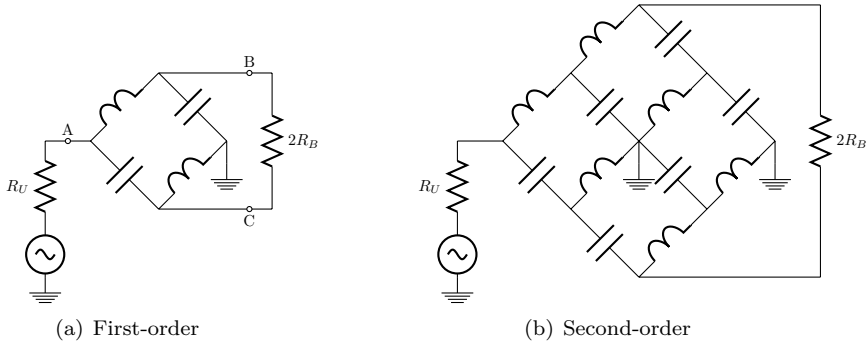 A
B
C
R_U
2R_B
R_U
2R_B
(a) First-order
(b) Second-order